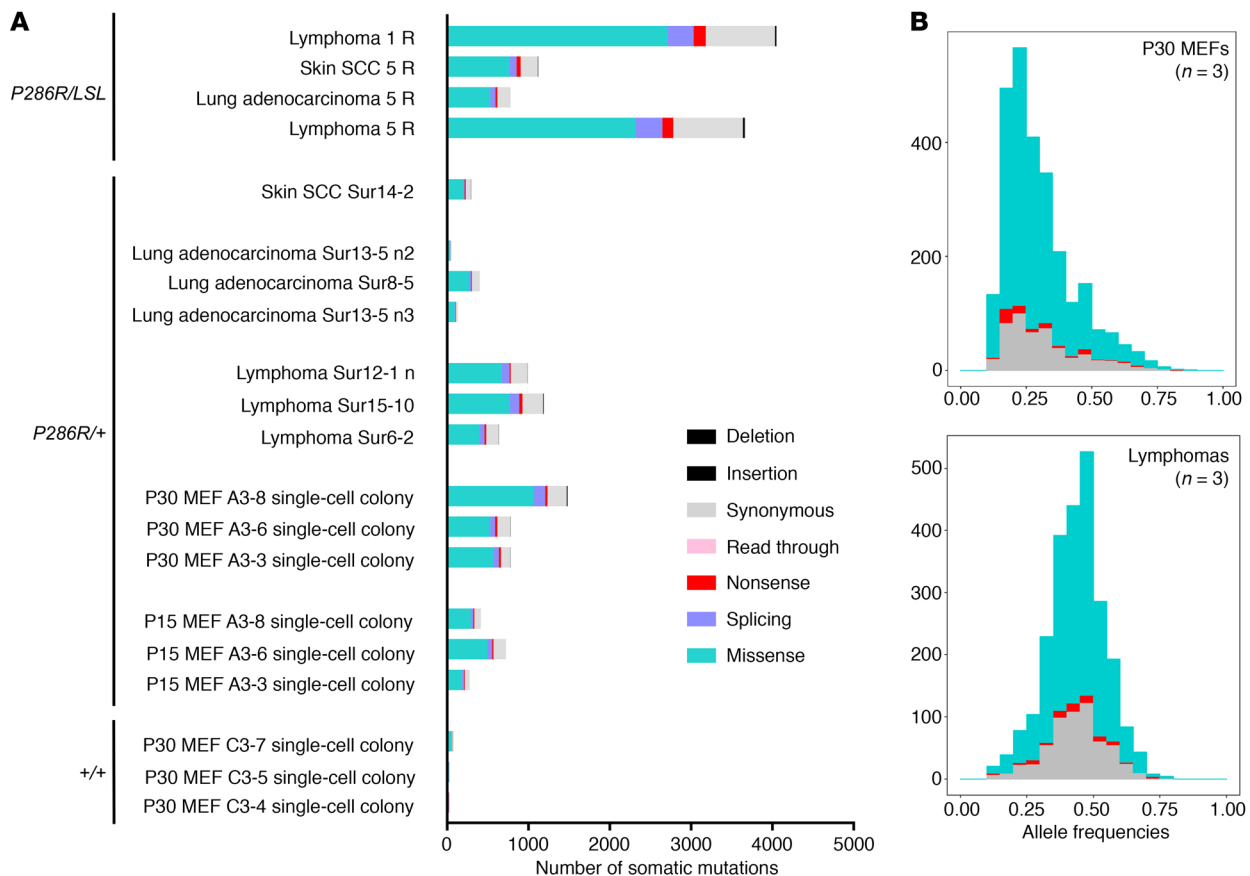 A
P286R/LSL
Lymphoma 1 R
Skin SCC 5 R
Lung adenocarcinoma 5 R
Lymphoma 5 R
P286R/+
Skin SCC Sur14-2
Lung adenocarcinoma Sur13-5 n2
Lung adenocarcinoma Sur8-5
Lung adenocarcinoma Sur13-5 n3
Lymphoma Sur12-1 n
Lymphoma Sur15-10
Lymphoma Sur6-2
P30 MEF A3-8 single-cell colony
P30 MEF A3-6 single-cell colony
P30 MEF A3-3 single-cell colony
P15 MEF A3-8 single-cell colony
P15 MEF A3-6 single-cell colony
P15 MEF A3-3 single-cell colony
+/+
P30 MEF C3-7 single-cell colony
P30 MEF C3-5 single-cell colony
P30 MEF C3-4 single-cell colony
Deletion
Insertion
Synonymous
Read through
Nonsense
Splicing
Missense
0 1000 2000 3000 4000 5000
Number of somatic mutations
B
P30 MEFs
(n = 3)
400
200
0
0.00 0.25 0.50 0.75 1.00
Lymphomas
(n = 3)
500
400
300
200
100
0
0.00 0.25 0.50 0.75 1.00
Allele frequencies